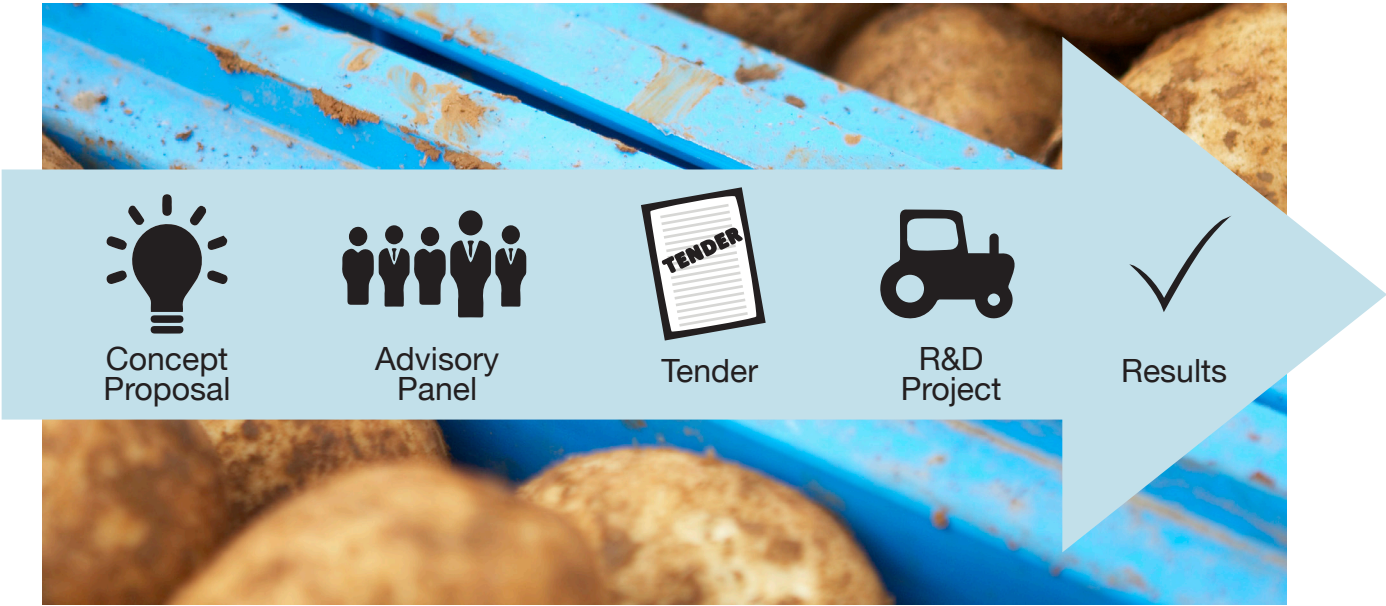 TENDER
Concept
Proposal
Advisory
Panel
Tender
R&D
Project
Results